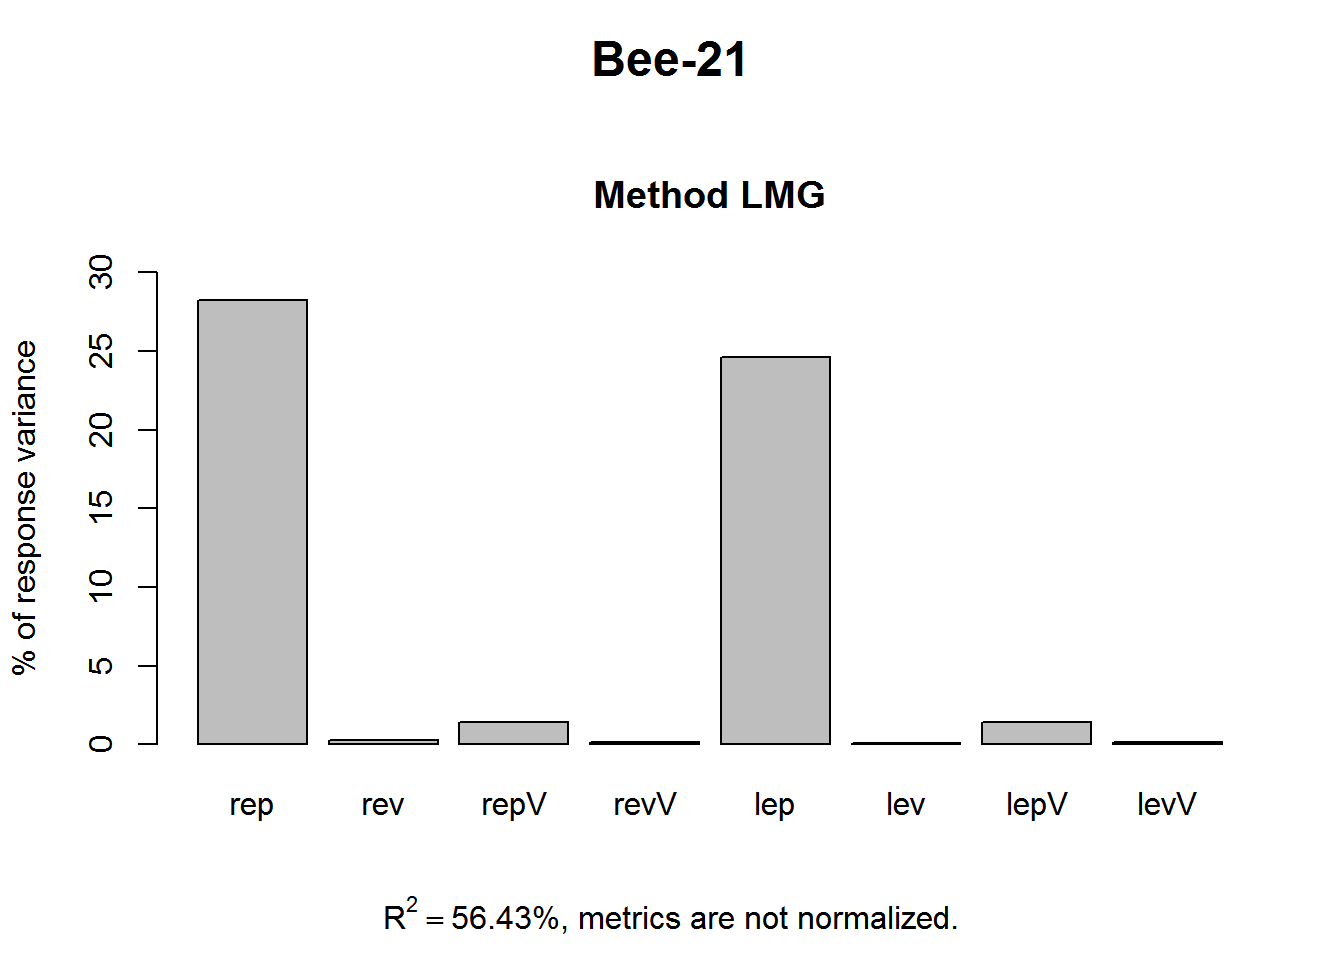 Bee-21
Method LMG
% of response variance
30
25
20
15
10
5
0
rep rev repV revV lep lev lepV levV
R² = 56.43%, metrics are not normalized.